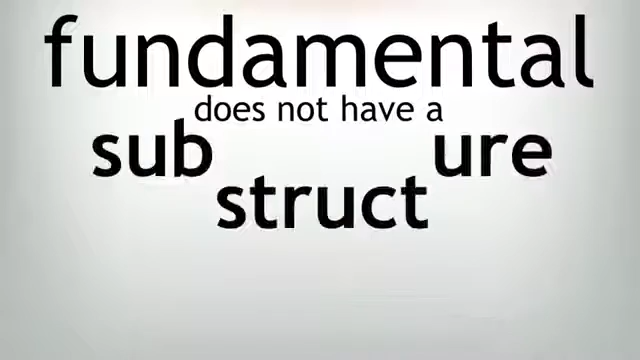 fundamental
does not have a
sub ure
struct